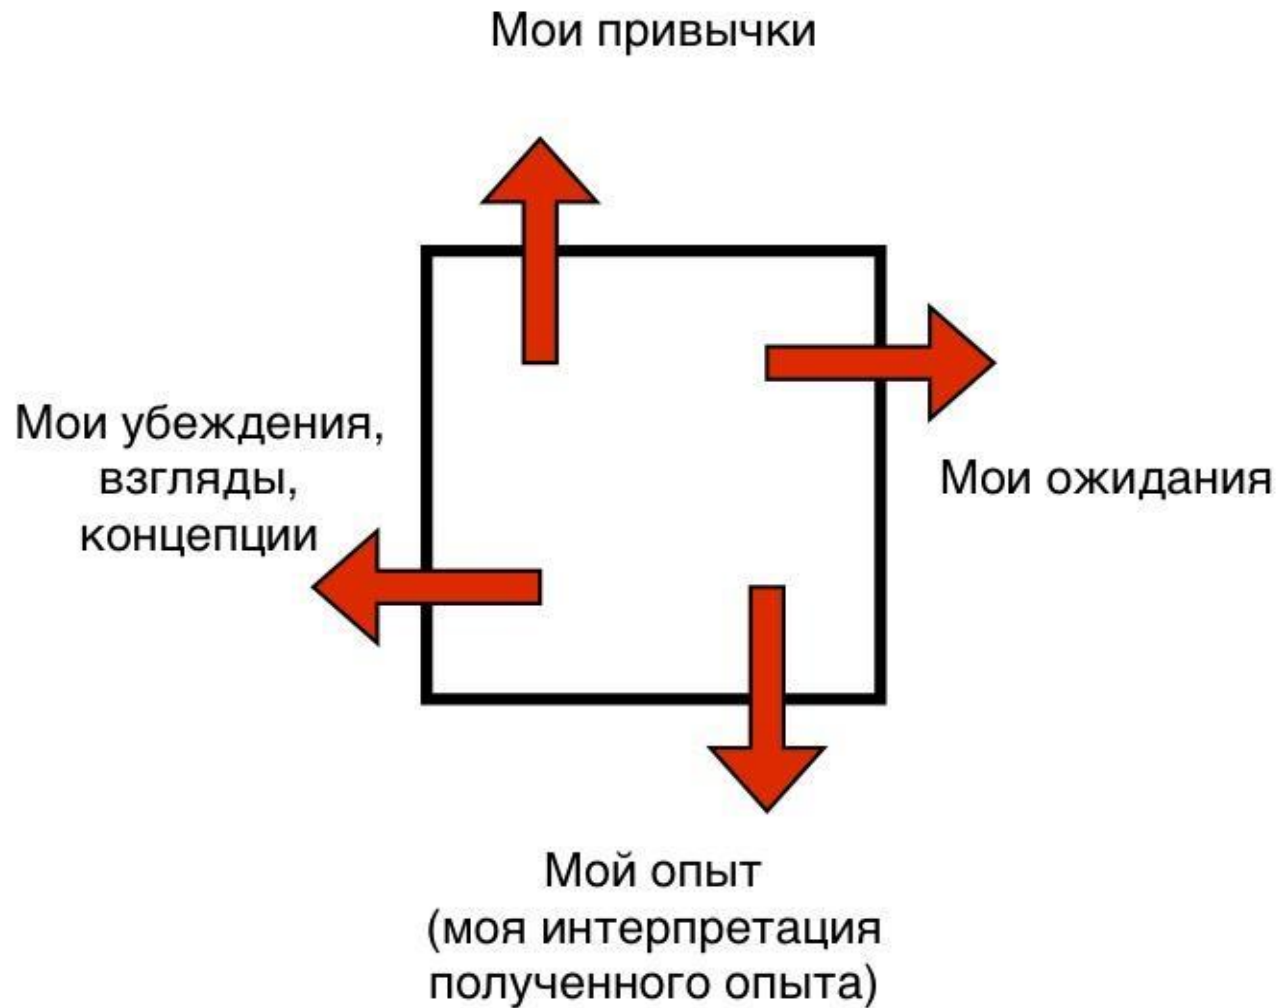 Мои привычки
Мои убеждения,
взгляды,
концепции
Мои ожидания
Мой опыт
(моя интерпретация
полученного опыта)